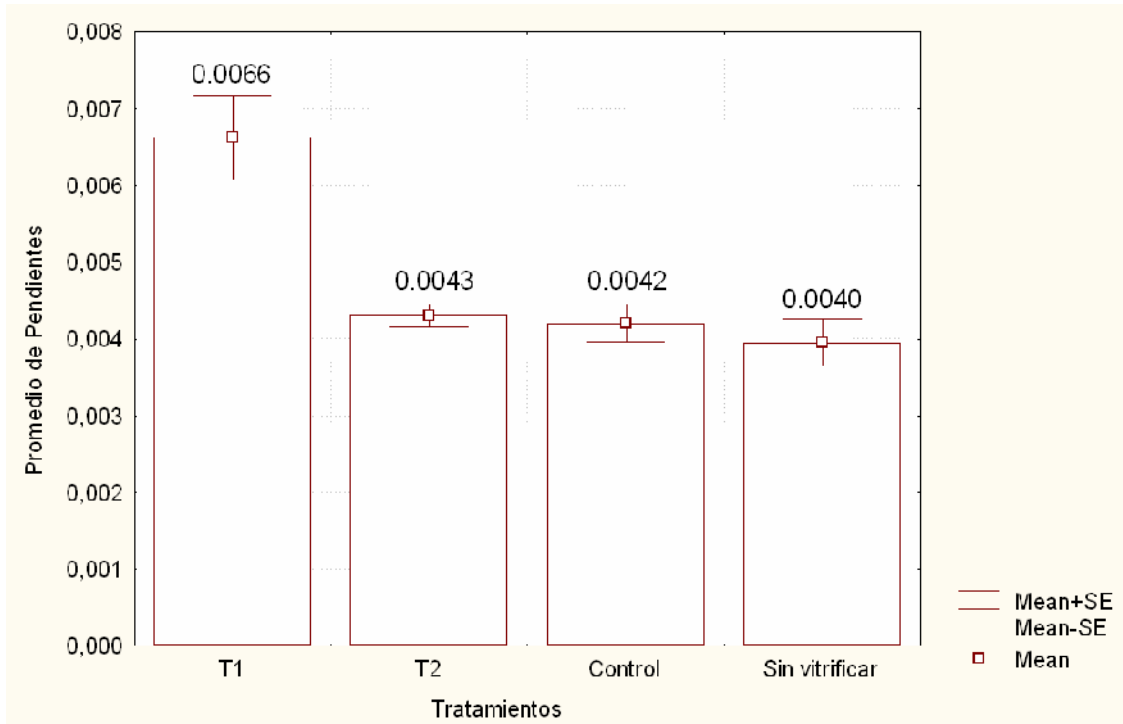 0,008
0,007
0,006
0,005
0,004
0,003
0,002
0,001
0,000
Promedio de Pendientes
0.0066
0.0043
0.0042
0.0040
T1 T2 Control Sin vitrificar
Tratamientos
Mean+SE
Mean-SE
Mean